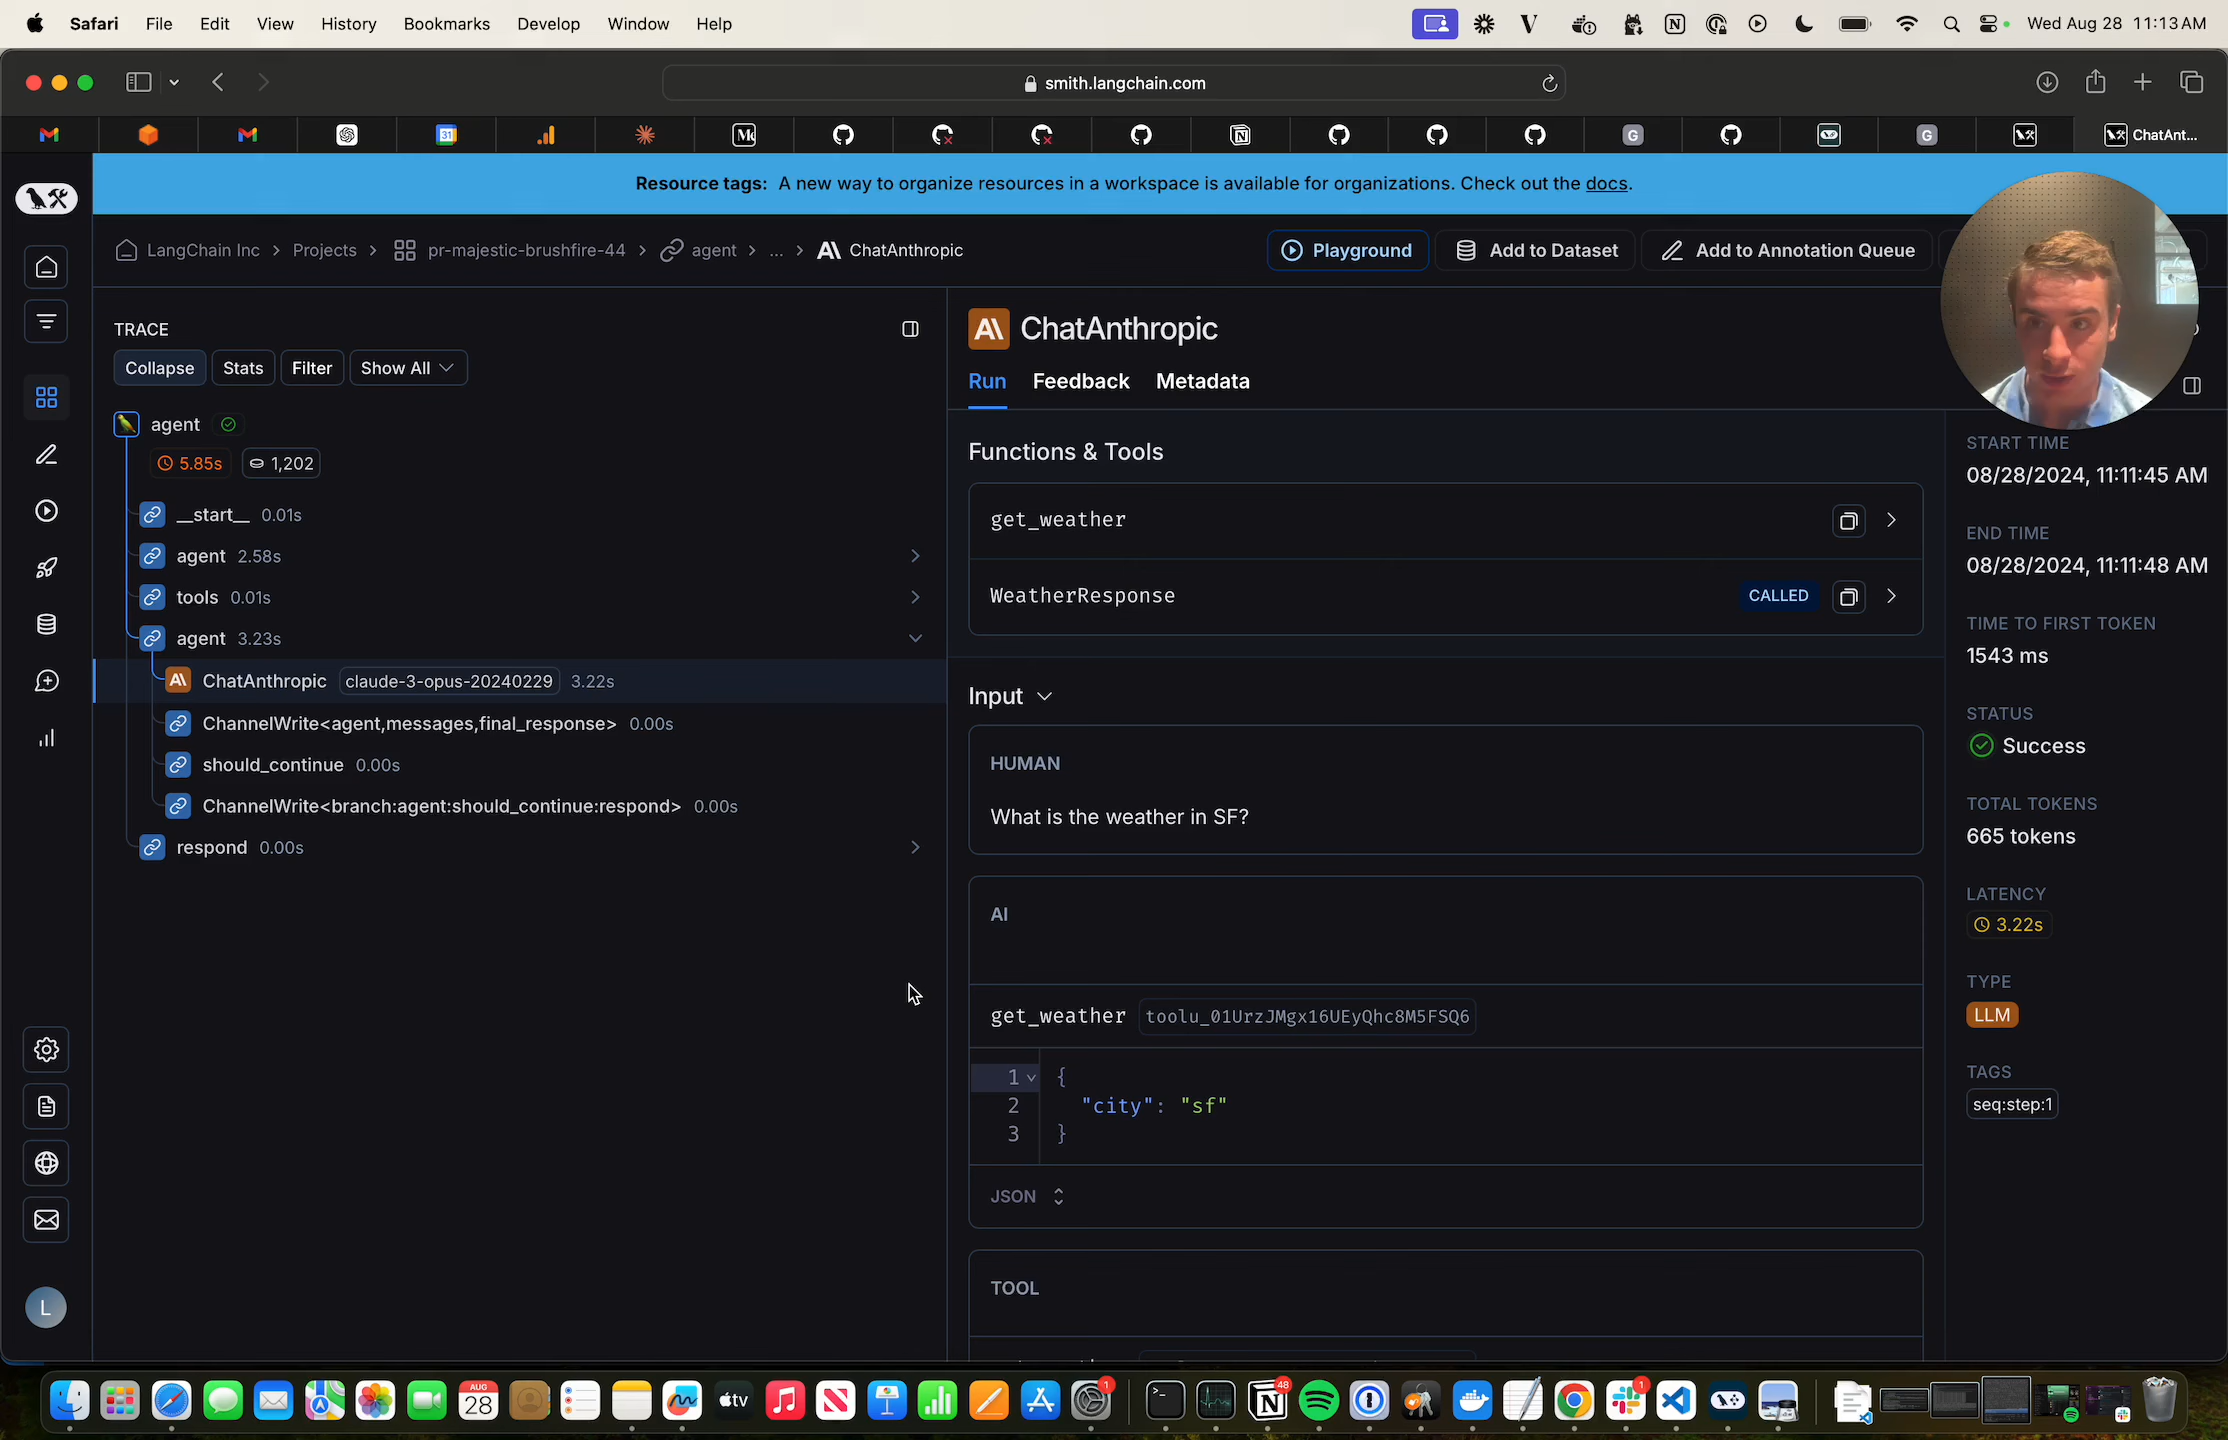 Safari File Edit View History Bookmarks Develop Window Help
Wed Aug 28 11:13 AM
smith.langchain.com
ChatAnt...
Resource tags: A new way to organize resources in a workspace is available for organizations. Check out the docs.
LangChain Inc > Projects > pr-majestic-brushfire-44 > agent > ... > ChatAnthropic
Playground
Add to Dataset
Add to Annotation Queue
TRACE
Collapse Stats Filter Show All
agent
5.85s 1,202
__start__ 0.01s
agent 2.58s
tools 0.01s
agent 3.23s
ChatAnthropic claude-3-opus-20240229 3.22s
ChannelWrite<agent,messages,final_response> 0.00s
should_continue 0.00s
ChannelWrite<branch:agent:should_continue:respond> 0.00s
respond 0.00s
L
ChatAnthropic
Run Feedback Metadata
Functions & Tools
get_weather
WeatherResponse CALLED
Input
HUMAN
What is the weather in SF?
AI
get_weather toolu_01UrzJMgx16UEyQhc8M5FSQ6
1 {
2 "city": "sf"
3 }
JSON
TOOL
START TIME
08/28/2024, 11:11:45 AM
END TIME
08/28/2024, 11:11:48 AM
TIME TO FIRST TOKEN
1543 ms
STATUS
Success
TOTAL TOKENS
665 tokens
LATENCY
3.22s
TYPE
LLM
TAGS
seq:step:1
AUG
28
tv
1
48
1